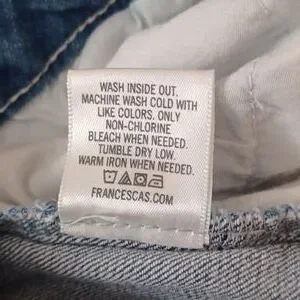 WASH INSIDE OUT.
MACHINE WASH COLD WITH
LIKE COLORS. ONLY
NON-CHLORINE
BLEACH WHEN NEEDED.
TUMBLE DRY LOW.
WARM IRON WHEN NEEDED.
FRANCESCAS.COM